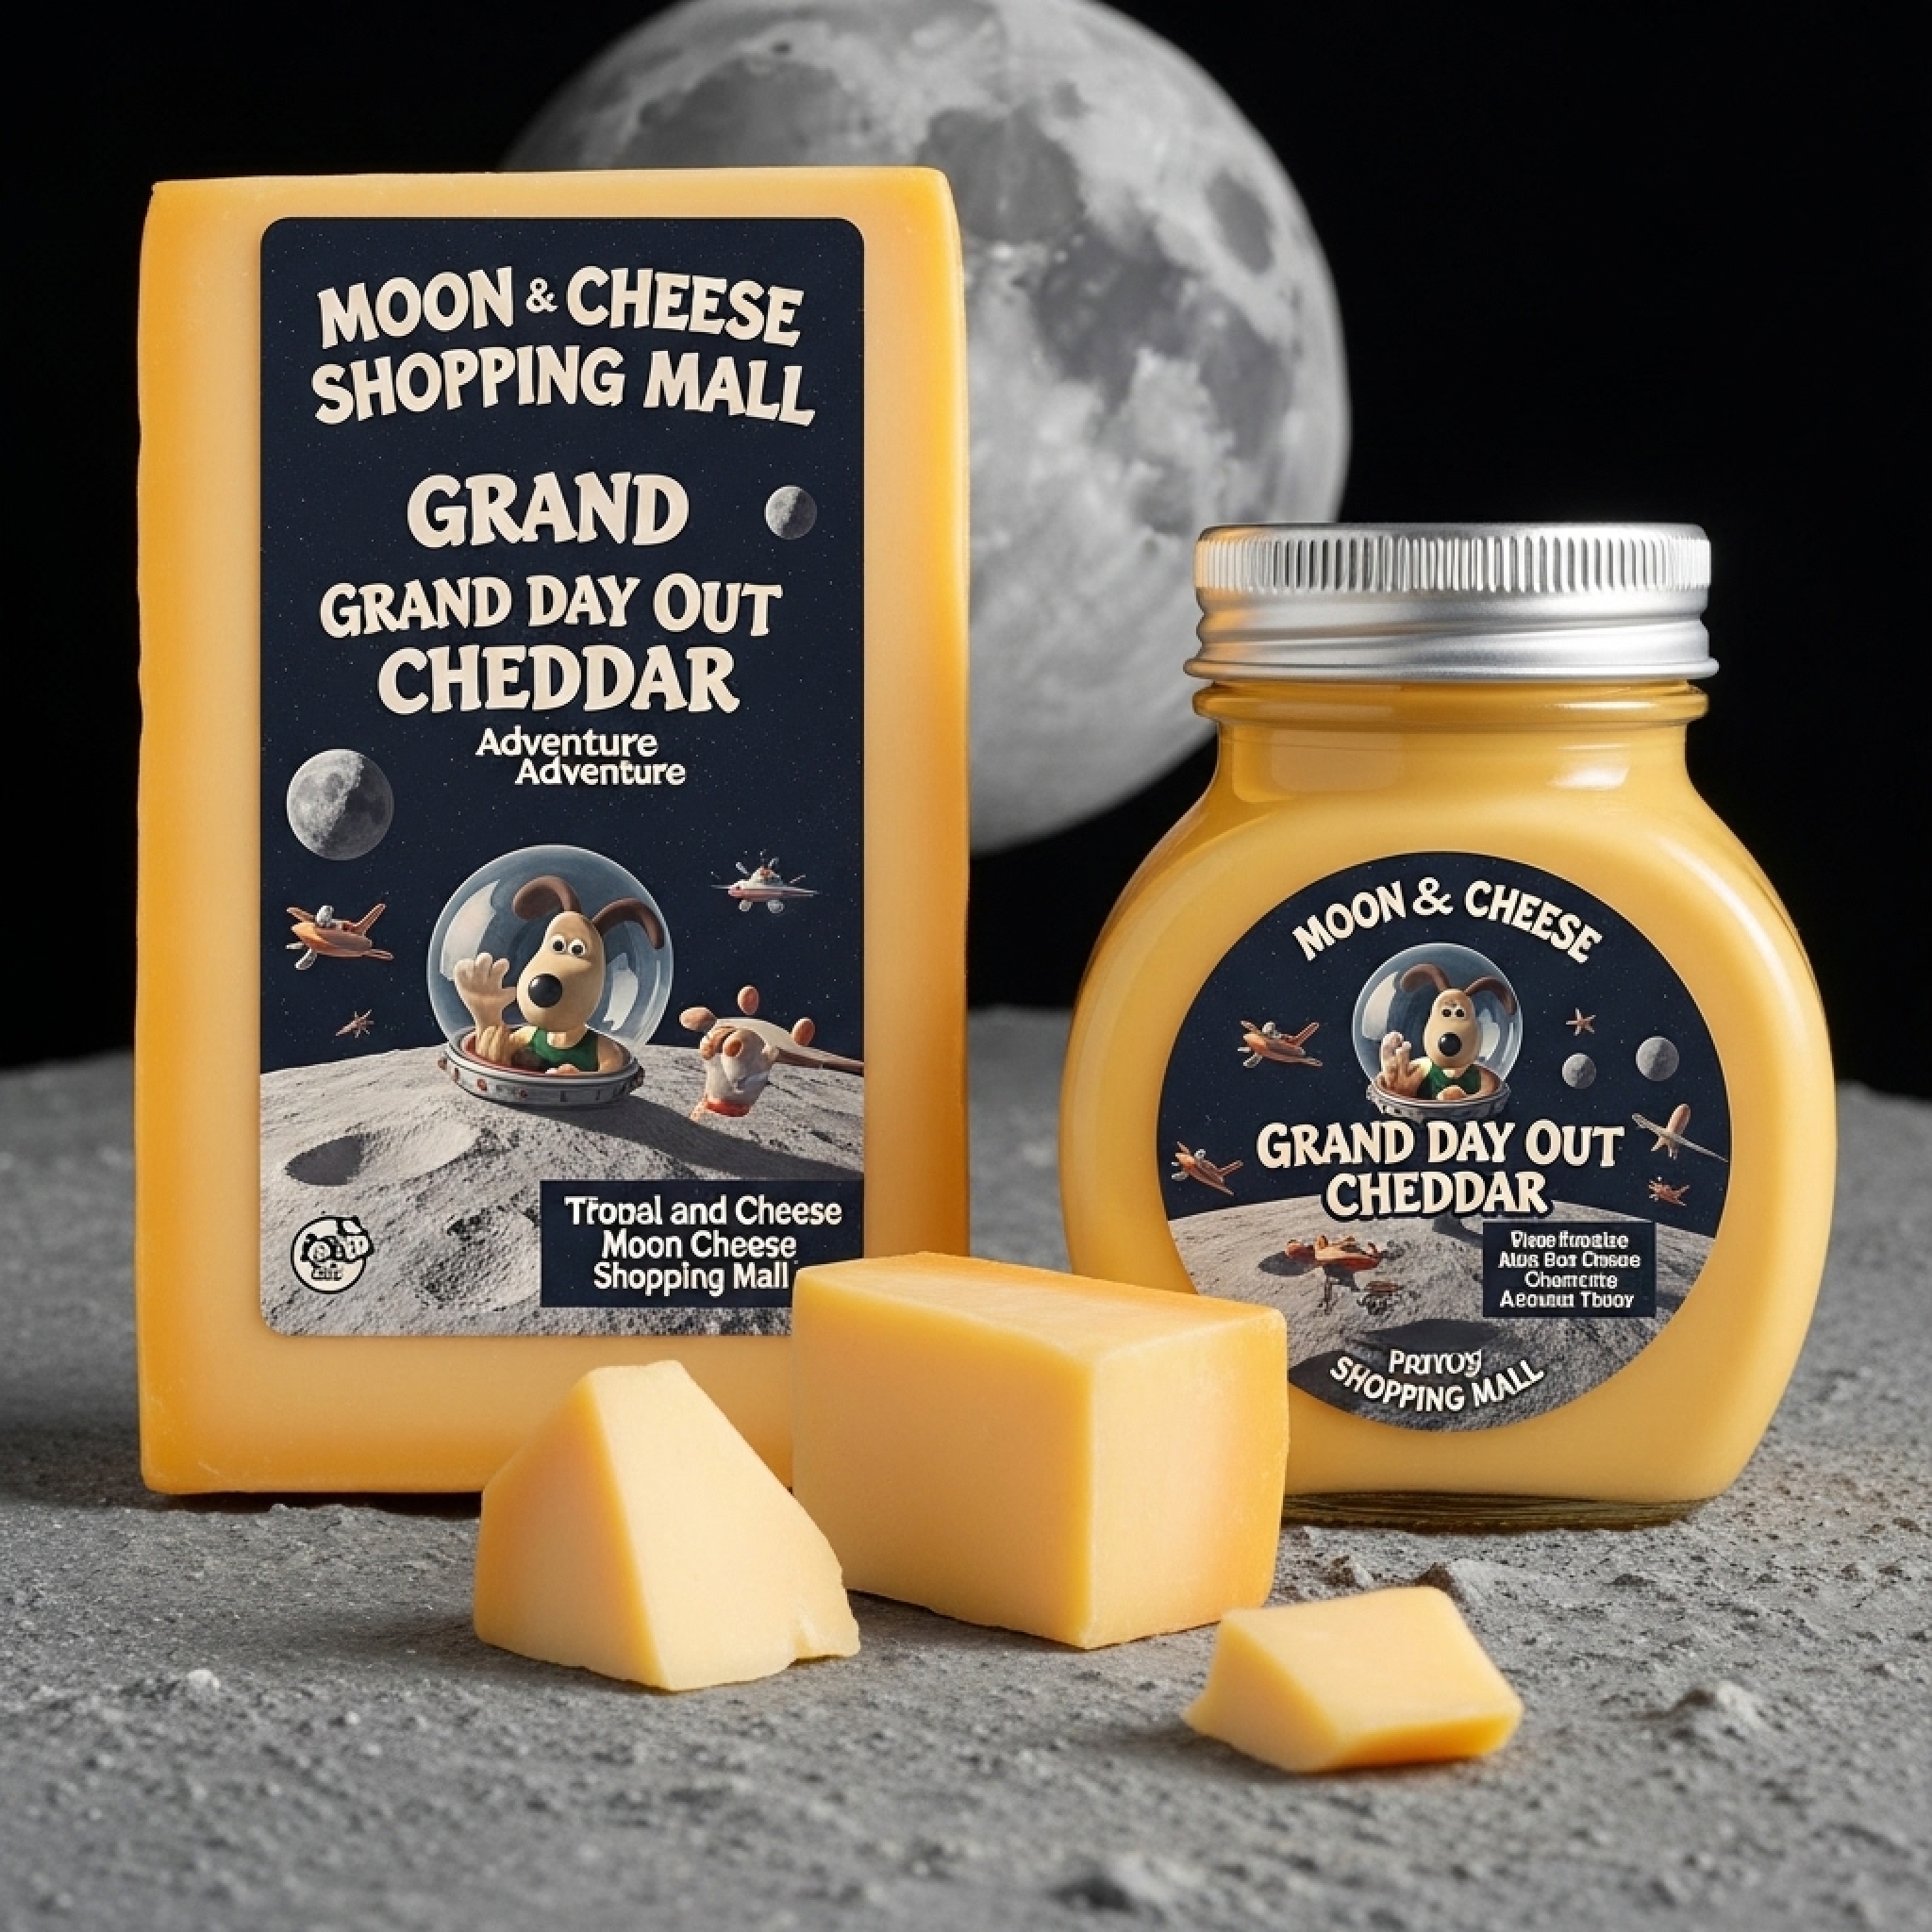 MOON & CHEESE
SHOPPING MALL
GRAND
GRAND DAY OUT
CHEDDAR
Adventure
Adventure
and Cheese
Moon Cheese
Shopping Mall
MOON & CHEESE
GRAND DAY OUT
CHEDDAR
SHOPPING MALL